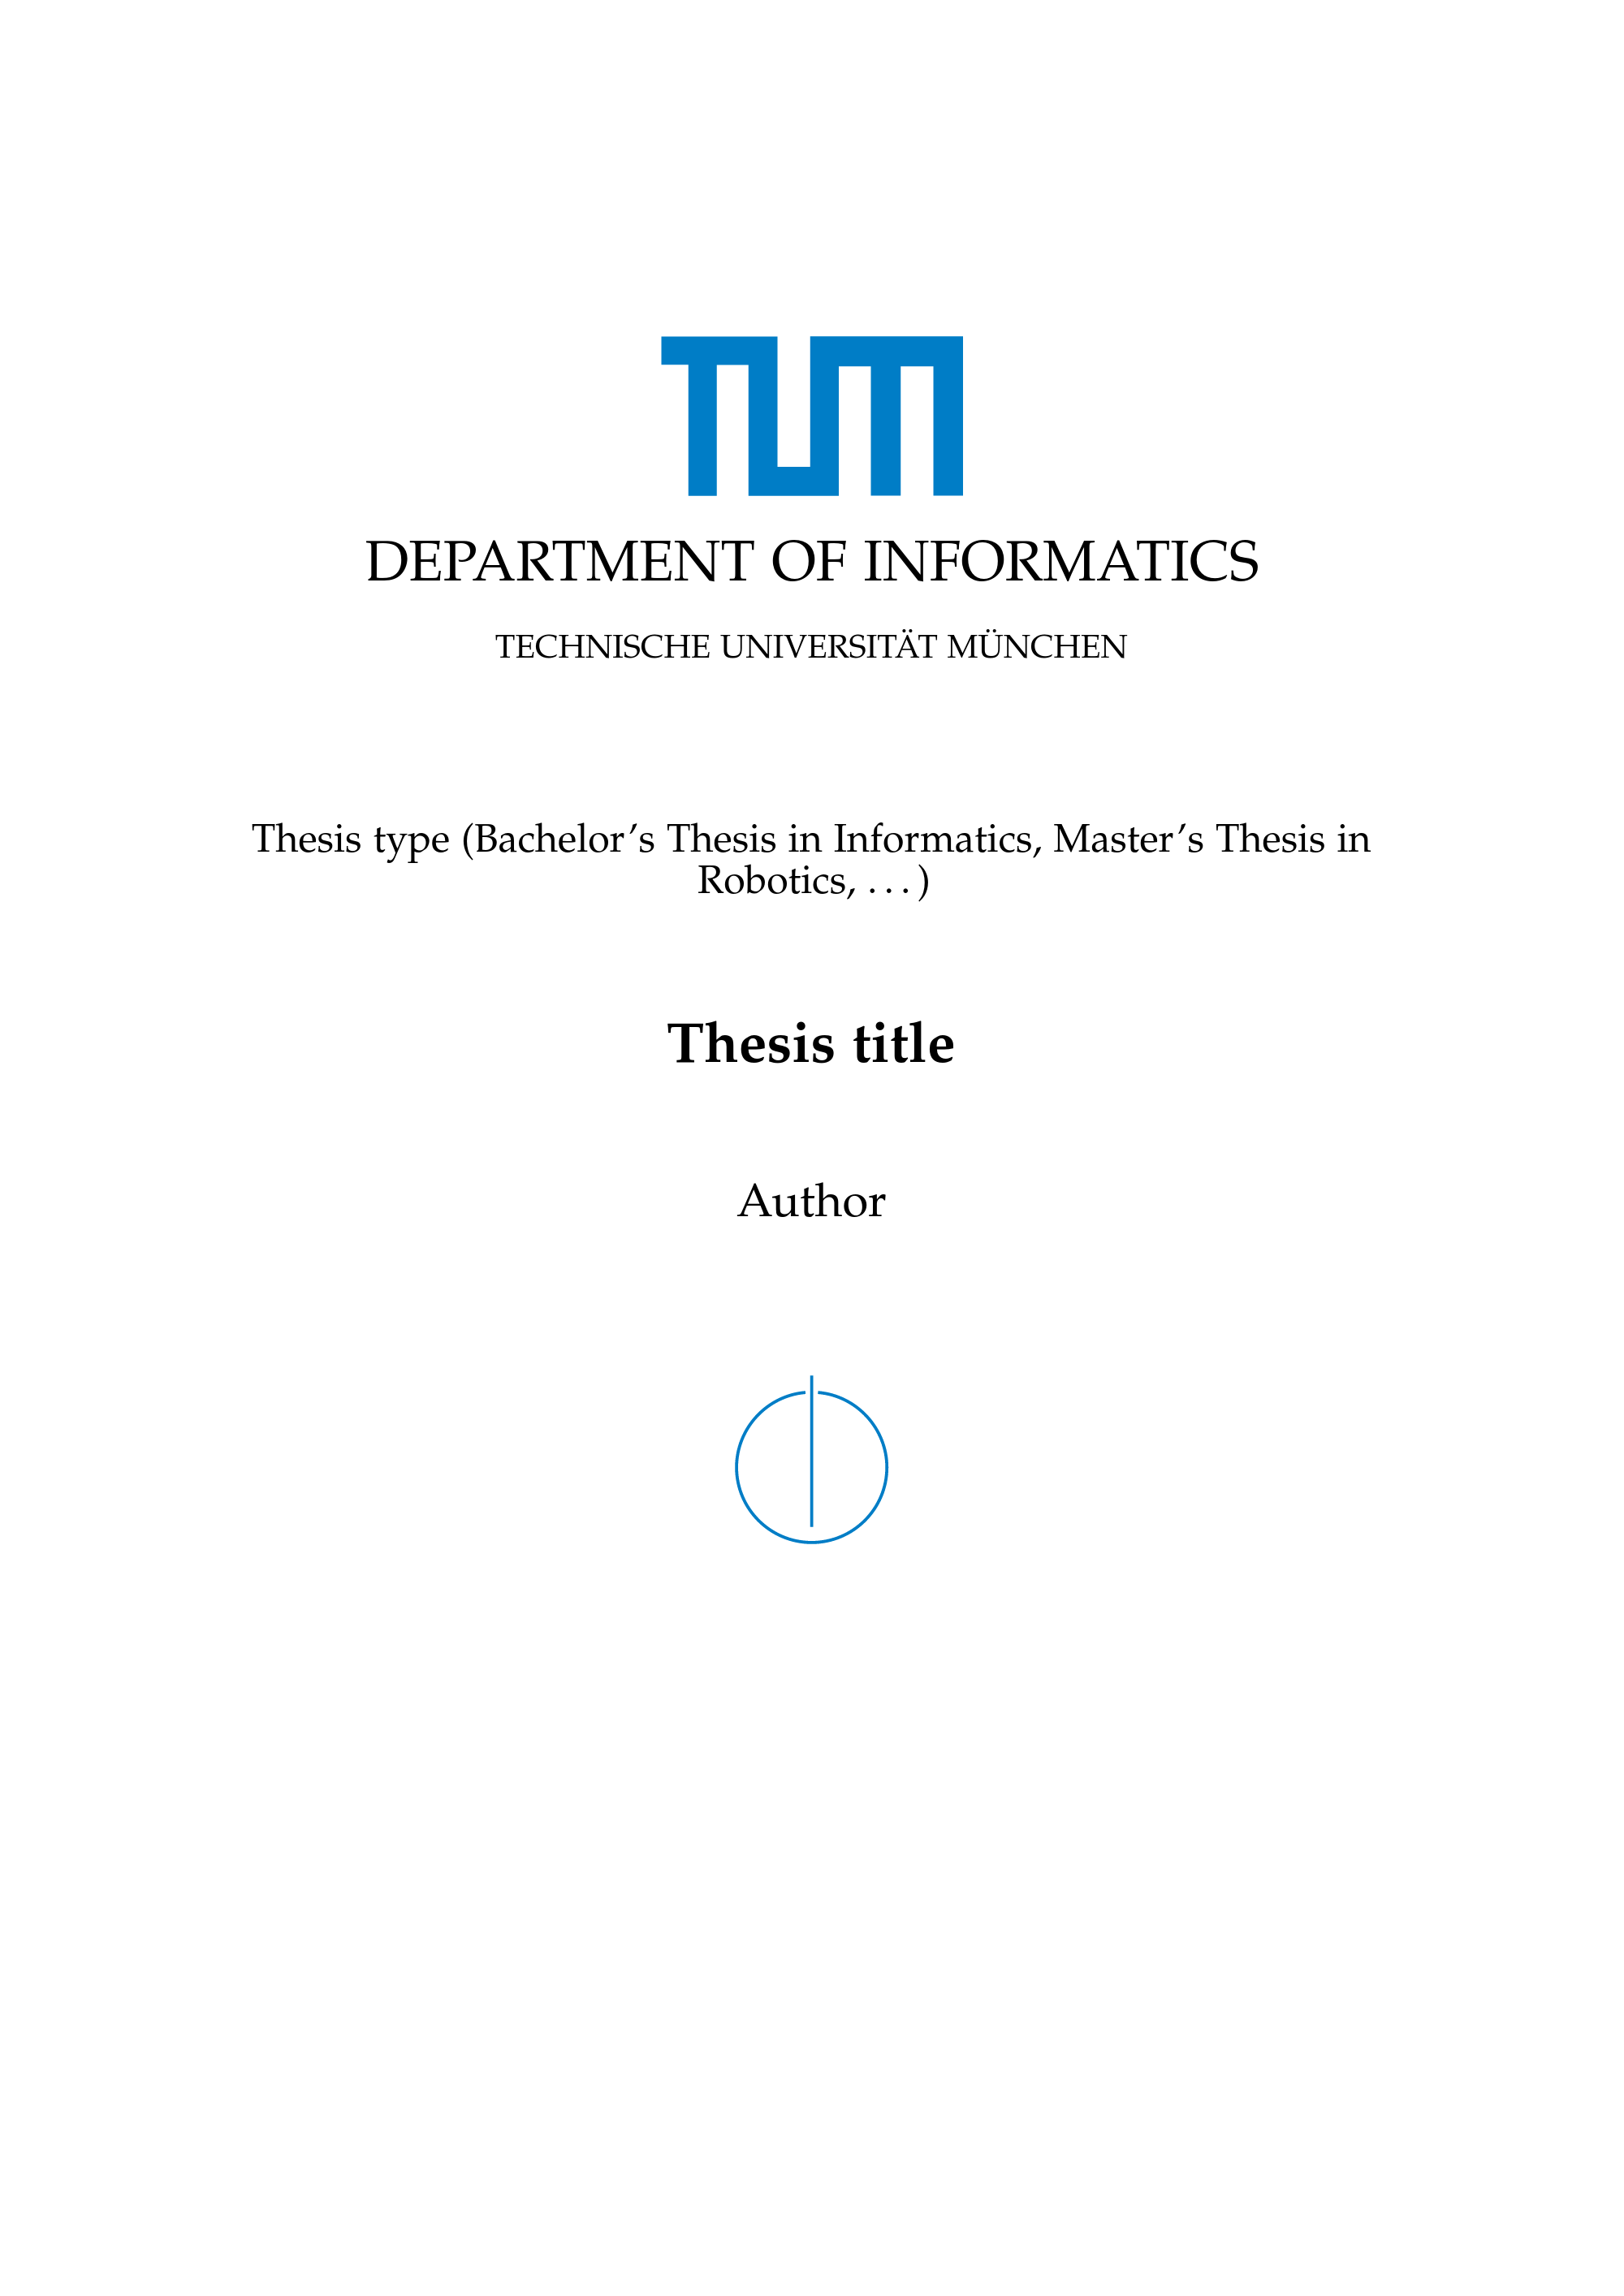 TUM
DEPARTMENT OF INFORMATICS
TECHNISCHE UNIVERSITÄT MÜNCHEN
Thesis type (Bachelor’s Thesis in Informatics, Master’s Thesis in
Robotics, . . . )
Thesis title
Author